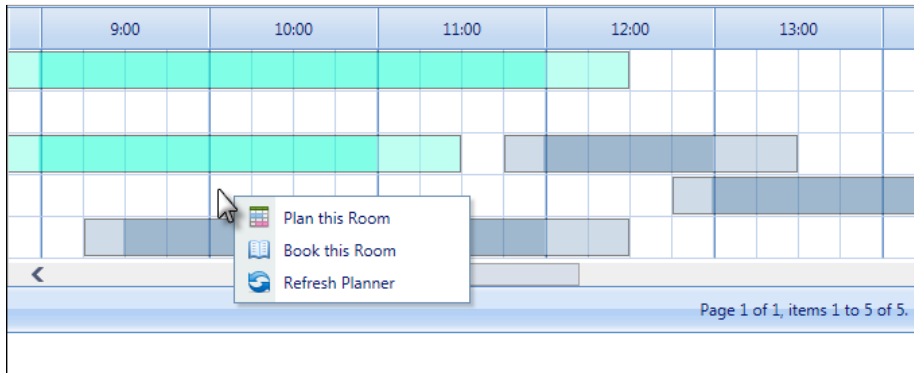 9:00 10:00 11:00 12:00 13:00
Plan this Room
Book this Room
Refresh Planner
Page 1 of 1, items 1 to 5 of 5.